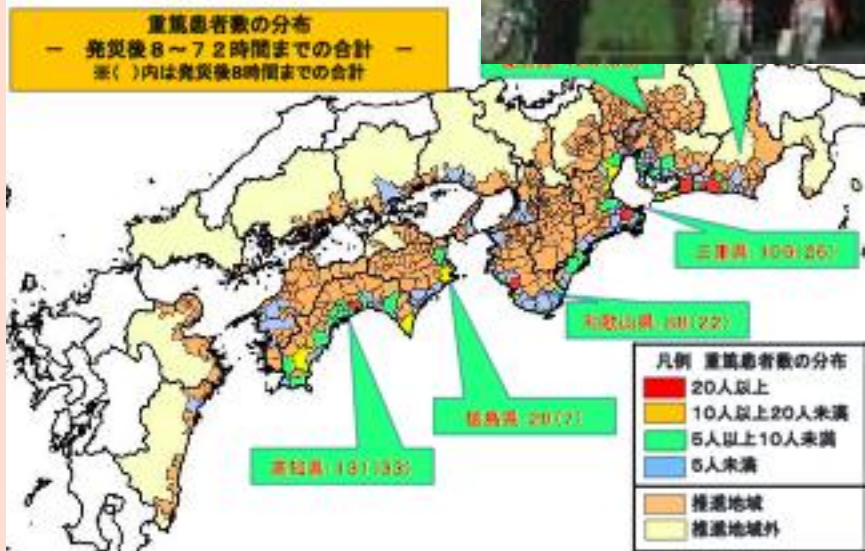 重篤患者数の分布
－ 発災後8～72時間までの合計 －
※( )内は発災後8時間までの合計
三重県:109(26)
和歌山県:
(22)
徳島県:
高知県:131(33)
凡例 重篤患者数の分布
20人以上
10人以上20人未満
5人以上10人未満
5人未満
推進地域
推進地域外